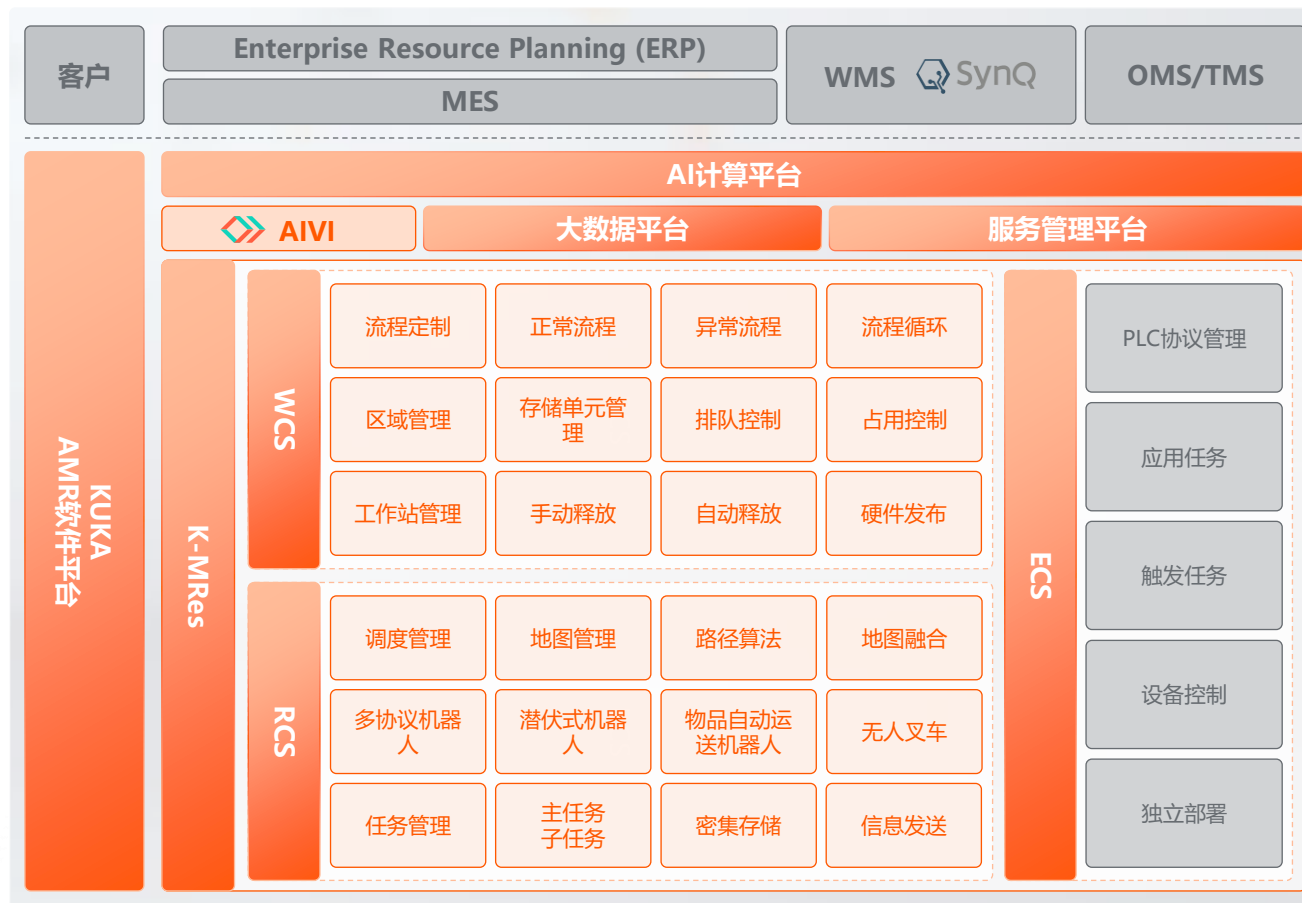 客户
Enterprise Resource Planning (ERP)
MES
WMS
SynQ
OMS/TMS
KUKA
AMR软件平台
AI计算平台
AIVI
大数据平台
服务管理平台
K-MRes
WCS
流程定制
正常流程
异常流程
流程循环
区域管理
存储单元管
理
排队控制
占用控制
工作站管理
手动释放
自动释放
硬件发布
RCS
调度管理
地图管理
路径算法
地图融合
多协议机器
人
潜伏式机器
人
物品自动运
送机器人
无人叉车
任务管理
主任务
子任务
密集存储
信息发送
ECS
PLC协议管理
应用任务
触发任务
设备控制
独立部署